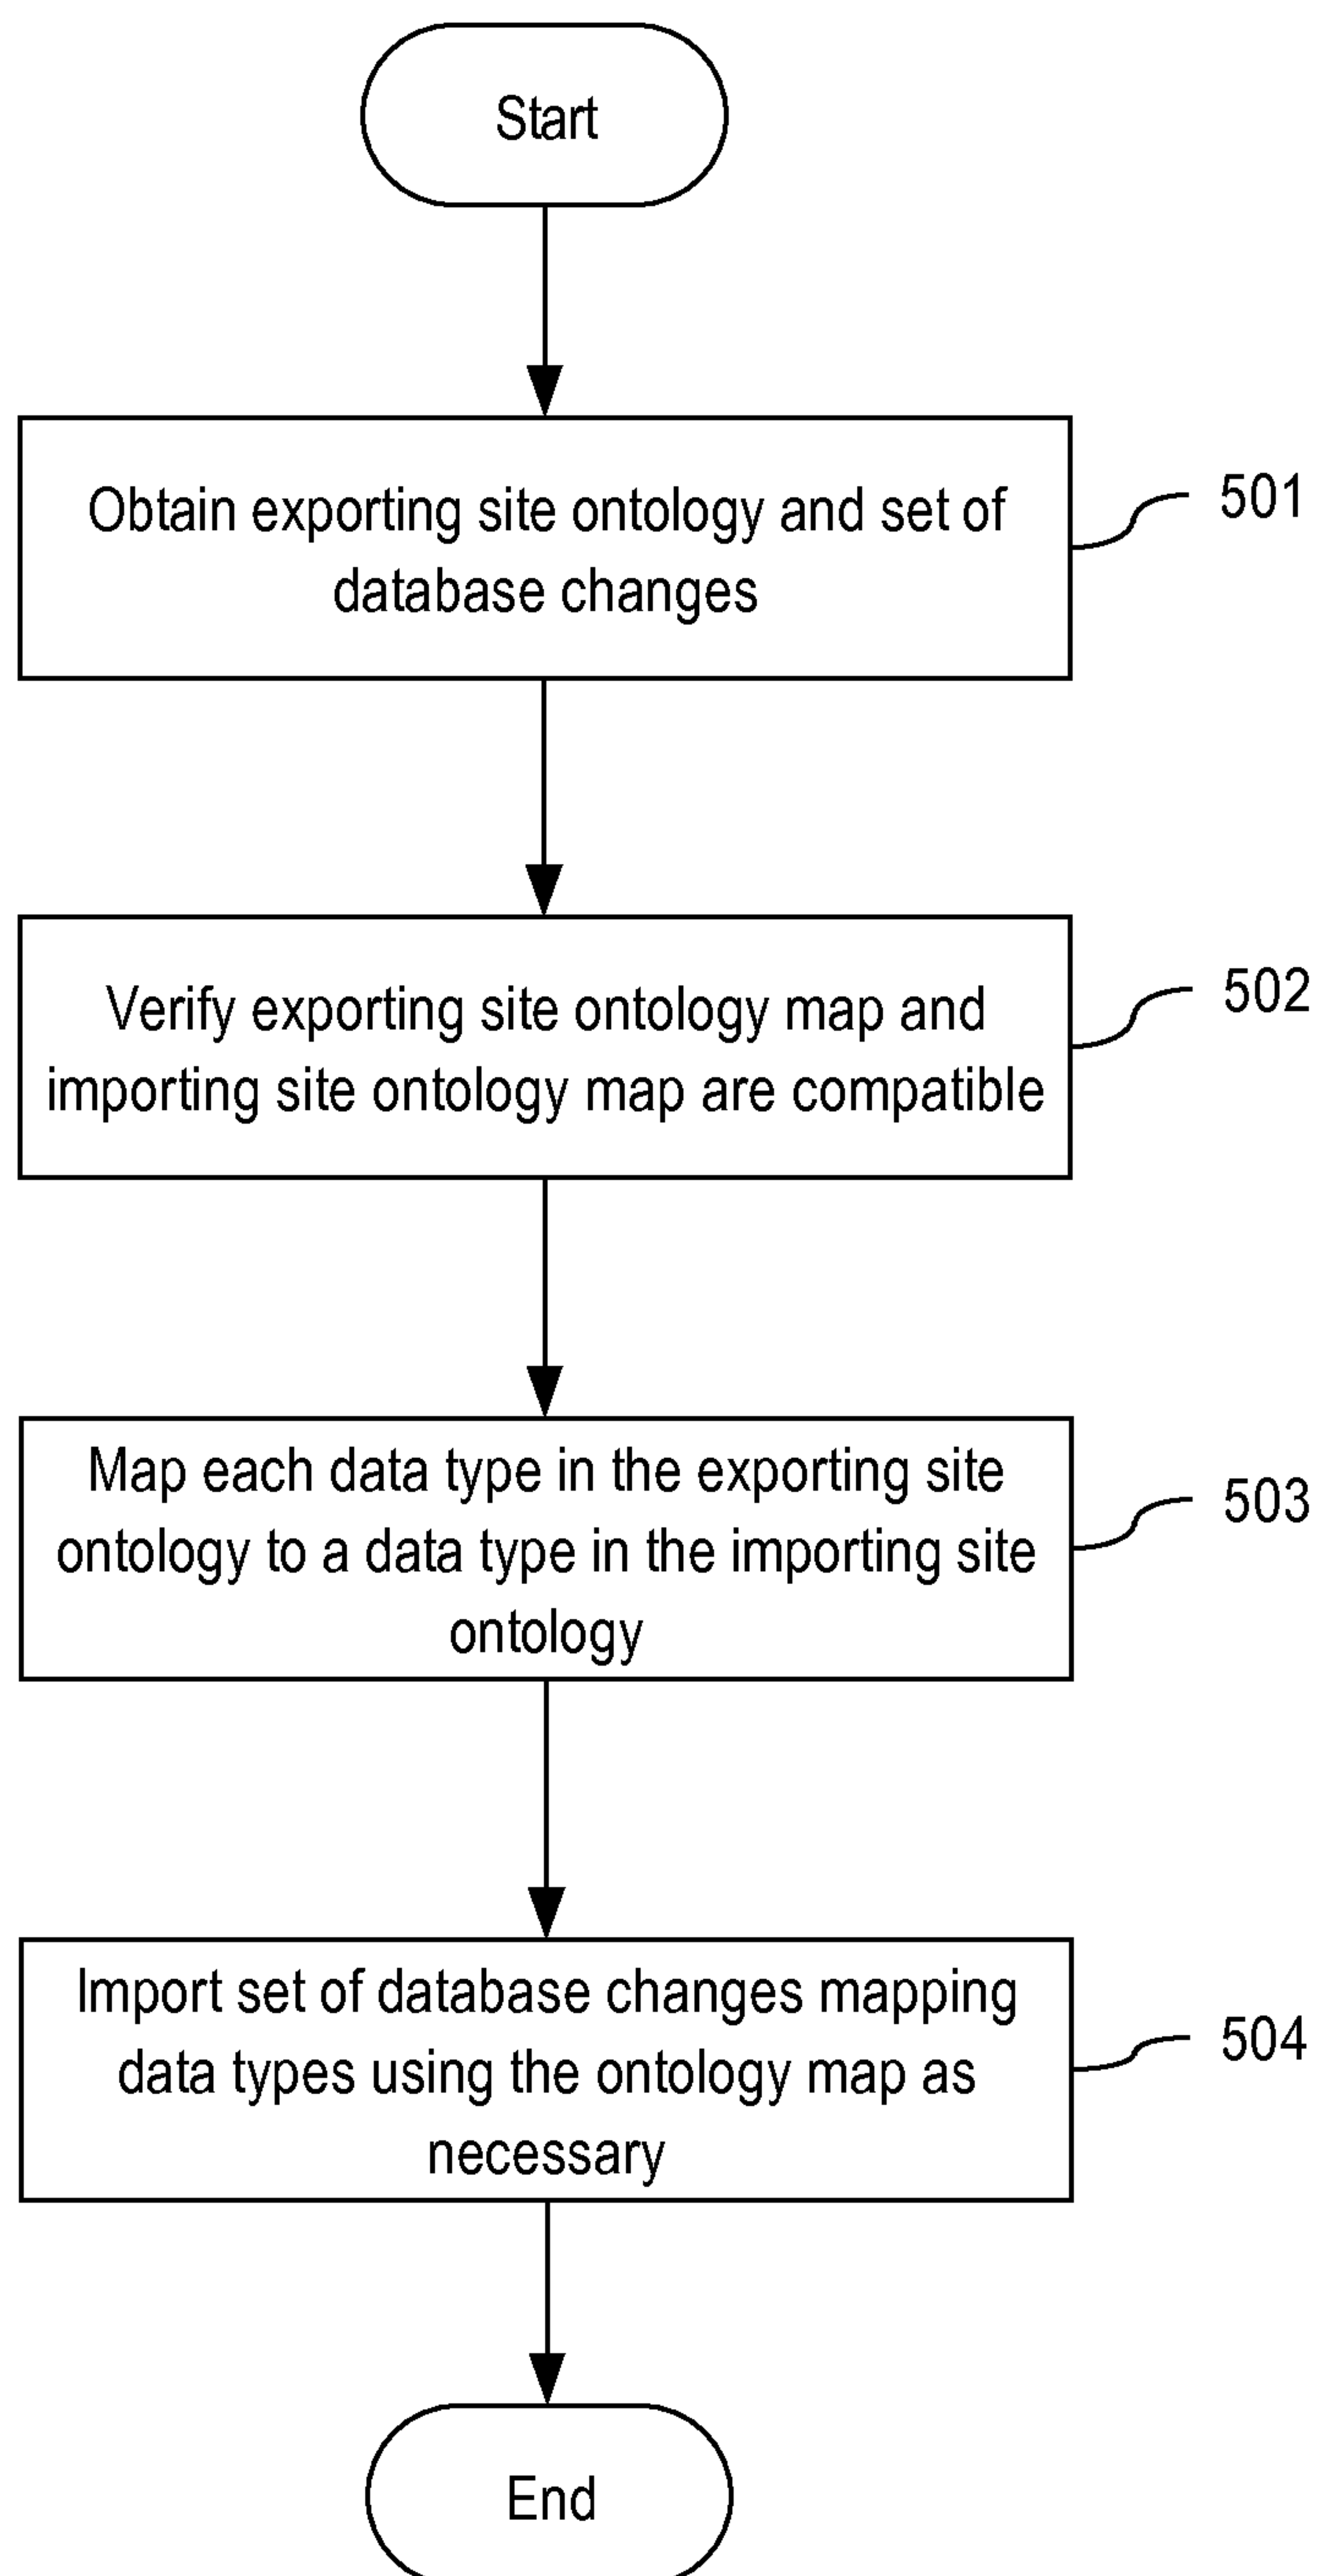 Start
Obtain exporting site ontology and set of
database changes
501
Verify exporting site ontology map and
importing site ontology map are compatible
502
Map each data type in the exporting site
ontology to a data type in the importing site
ontology
503
Import set of database changes mapping
data types using the ontology map as
necessary
504
End